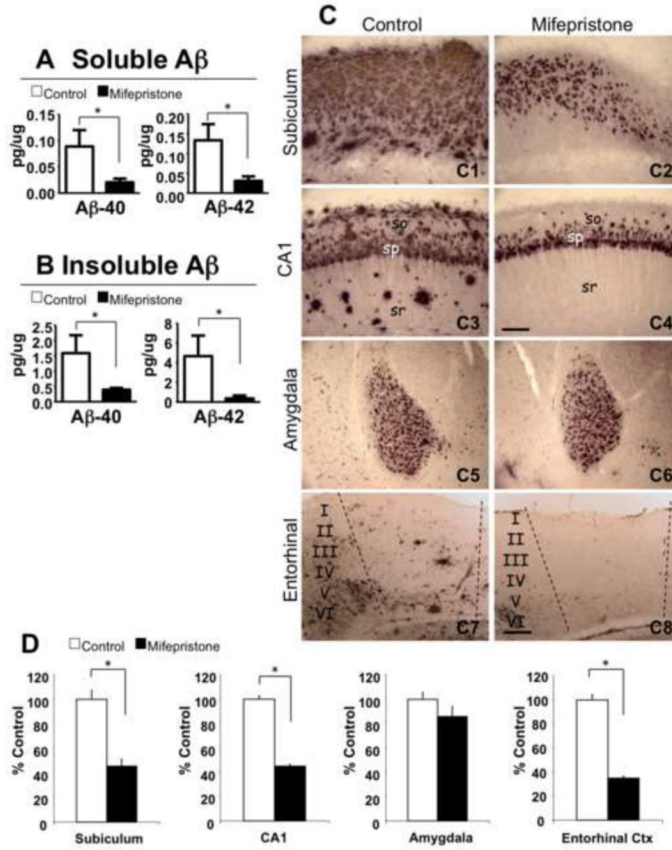 A Soluble Aβ
Control Mifepristone
pg/ug
0.15
0.10
0.05
0.00
*
Aβ-40
pg/ug
0.20
0.15
0.10
0.05
0.00
*
Aβ-42
B Insoluble Aβ
Control Mifepristone
pg/ug
2.5
2.0
1.5
1.0
0.5
0.0
*
Aβ-40
pg/ug
8
6
4
2
0
*
Aβ-42
C
Control Mifepristone
Subiculum
C1
C2
CA1
so
sp
sr
C3
so
sp
sr
C4
Amygdala
C5
C6
Entorhinal
I
II
III
IV
V
VI
C7
I
II
III
IV
V
VI
C8
D
Control Mifepristone
% Control
120
100
80
60
40
20
0
*
Subiculum
% Control
120
100
80
60
40
20
0
*
CA1
% Control
120
100
80
60
40
20
0
Amygdala
% Control
120
100
80
60
40
20
0
*
Entorhinal Ctx